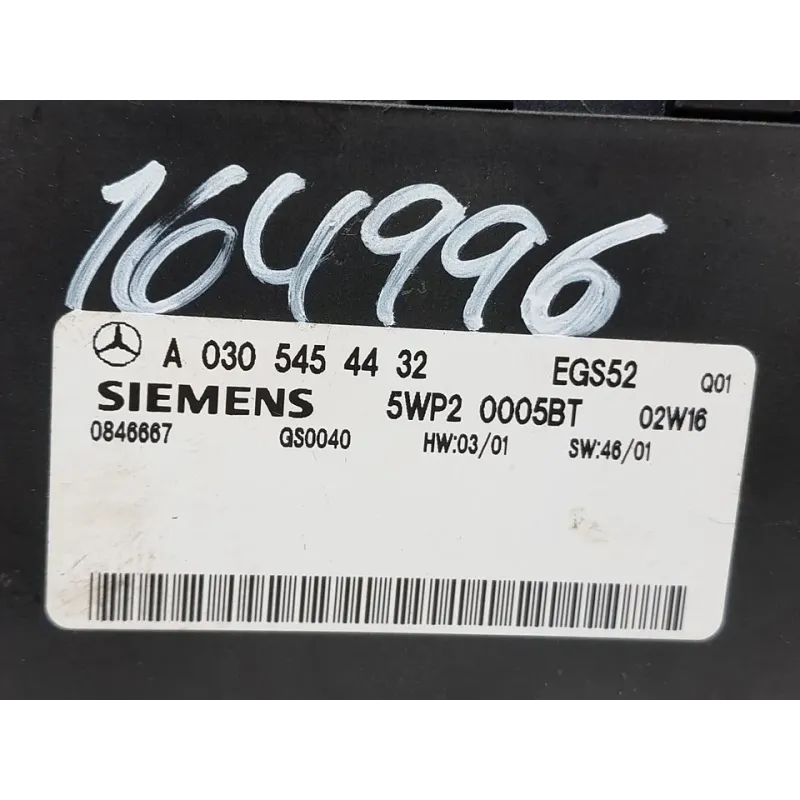 164996
A 030 545 44 32 EGS52 Q01
SIEMENS 5WP2 0005BT 02W16
0846667 GS0040 HW:03/01 SW:46/01